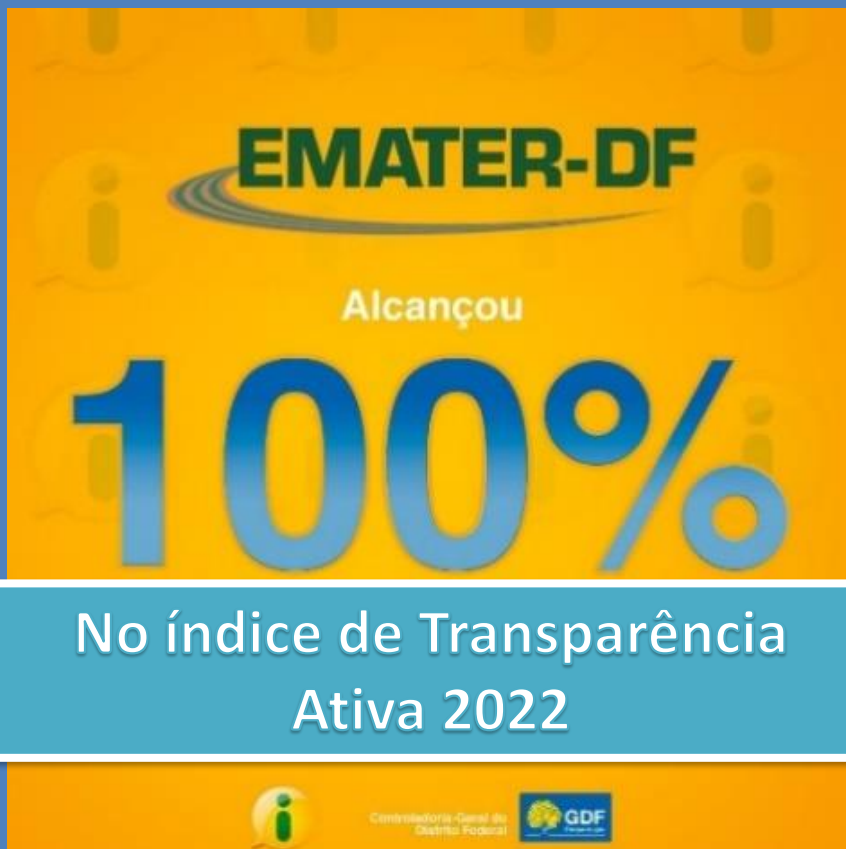 EMATER-DF
Alcançou
100%
No índice de Transparência
Ativa 2022
i
Controladoria-Geral do
Distrito Federal
GDF